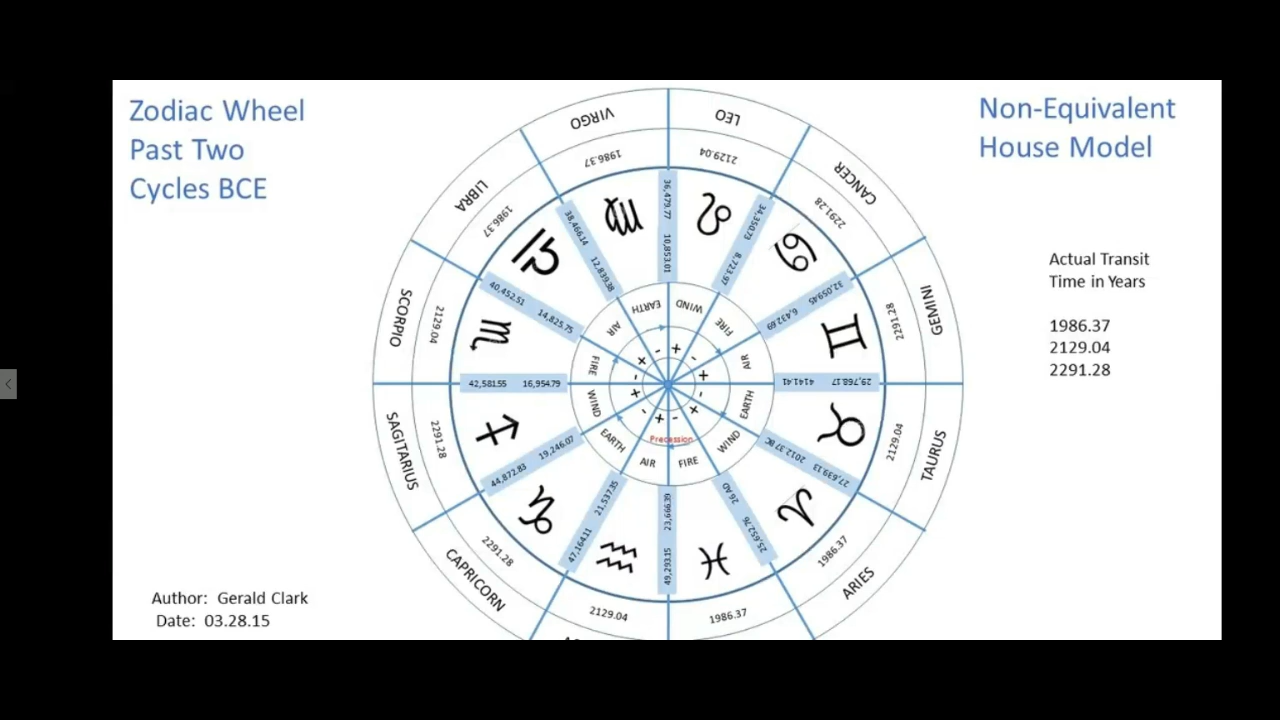 Zodiac Wheel
Past Two
Cycles BCE
Non-Equivalent
House Model
Actual Transit
Time in Years
1986.37
2129.04
2291.28
Author: Gerald Clark
Date: 03.28.15
VIRGO
LEO
CANCER
GEMINI
TAURUS
ARIES
CAPRICORN
SAGITARIUS
SCORPIO
LIBRA
1986.37
2129.04
2291.28
2291.28
2129.04
1986.37
1986.37
2129.04
2291.28
2291.28
2129.04
1986.37
36,479.77 10,853.01
34,350.73 8,723.97
32,059.45 6,432.69
29,768.17 4141.41
27,639.13 2012.37 BC
25,652.76 26 AD
49,293.15 23,666.39
47,164.11 21,537.35
44,872.83 19,246.07
42,581.55 16,954.79
40,452.51 14,825.75
38,466.14 12,839.38
EARTH
WIND
FIRE
AIR
EARTH
WIND
FIRE
AIR
EARTH
WIND
FIRE
AIR
Precession